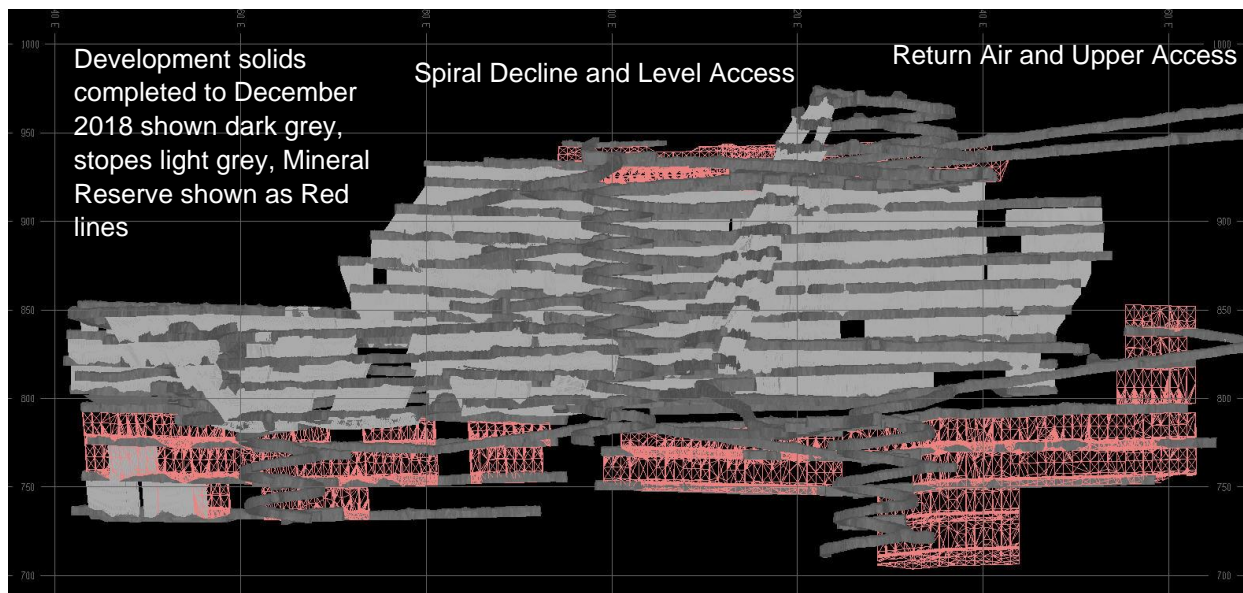 Development solids
completed to December
2018 shown dark grey,
stopes light grey, Mineral
Reserve shown as Red
lines
Spiral Decline and Level Access
Return Air and Upper Access
1000
950
900
850
800
750
700
1000
900
850
800
750
700